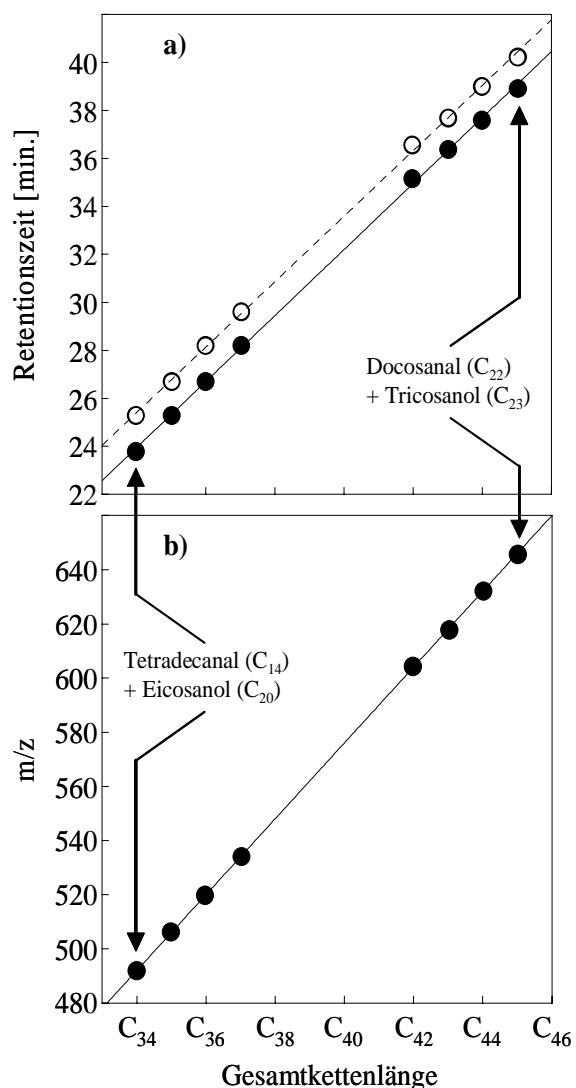 a)
40
38
36
34
32
30
28
26
24
22
Retentionszeit [min.]
Docosanal (C₂₂)
+ Tricosanol (C₂₃)
b)
640
620
600
580
560
540
520
500
480
m/z
Tetradecanal (C₁₄)
+ Eicosanol (C₂₀)
C₃₄ C₃₆ C₃₈ C₄₀ C₄₂ C₄₄ C₄₆
Gesamtkettenlänge